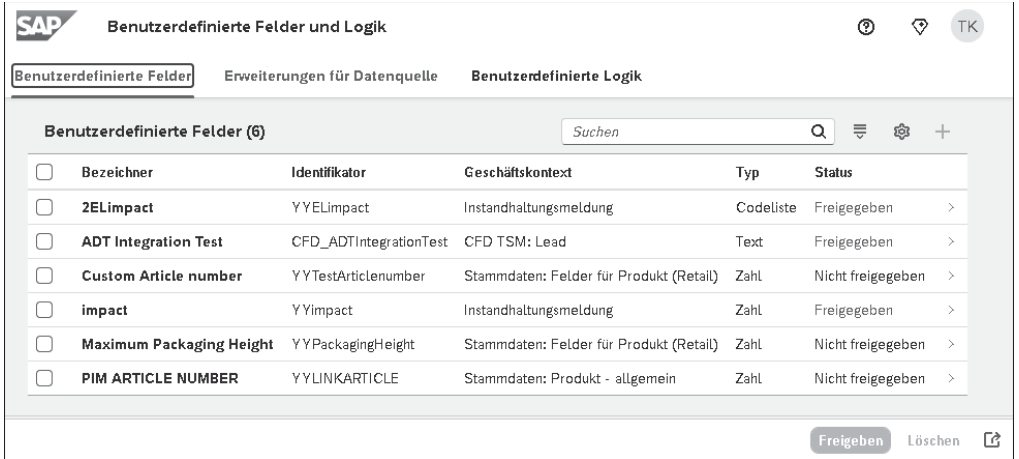 SAP Benutzerdefinierte Felder und Logik TK
Benutzerdefinierte Felder Erweiterungen für Datenquelle Benutzerdefinierte Logik
Benutzerdefinierte Felder (6) Suchen
Bezeichner Identifikator Geschäftskontext Typ Status
2ELimpact YYELimpact Instandhaltungsmeldung Codeliste Freigegeben
ADT Integration Test CFD_ADTIntegrationTest CFD TSM: Lead Text Freigegeben
Custom Article number YYTestArticlenumber Stammdaten: Felder für Produkt (Retail) Zahl Nicht freigegeben
impact YYimpact Instandhaltungsmeldung Zahl Freigegeben
Maximum Packaging Height YYPackagingHeight Stammdaten: Felder für Produkt (Retail) Zahl Nicht freigegeben
PIM ARTICLE NUMBER YYLINKARTICLE Stammdaten: Produkt - allgemein Zahl Nicht freigegeben
Freigeben Löschen